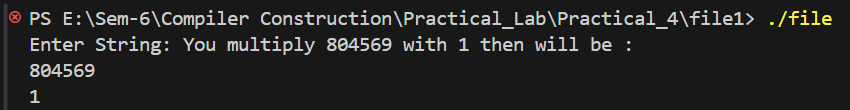 PS E:\Sem-6\Compiler Construction\Practical_Lab\Practical_4\file1> ./file
Enter String: You multiply 804569 with 1 then will be :
804569
1